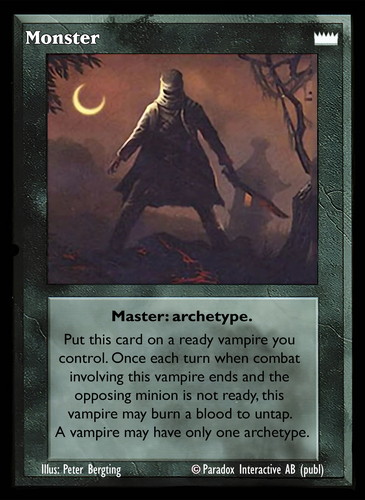 Monster
Master: archetype.
Put this card on a ready vampire you
control. Once each turn when combat
involving this vampire ends and the
opposing minion is not ready, this
vampire may burn a blood to untap.
A vampire may have only one archetype.
Illus: Peter Bergting © Paradox Interactive AB (publ)